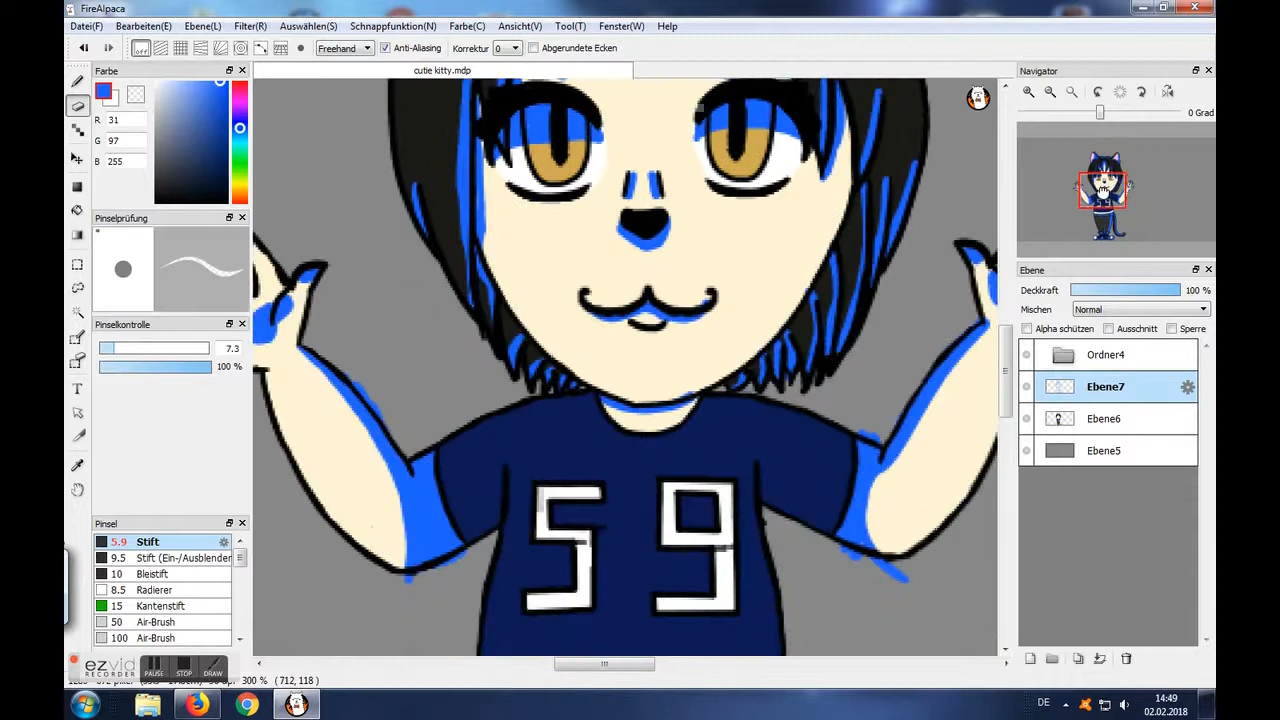 FireAlpaca
Datei(F) Bearbeiten(E) Ebene(L) Filter(R) Auswählen(S) Schnappfunktion(N) Farbe(C) Ansicht(V) Tool(T) Fenster(W) Help
off Freehand Anti-Aliasing Korrektur 0 Abgerundete Ecken
Farbe cutie kitty.mdp Navigator
R 31
G 97
B 255
0 Grad
Pinselprüfung
Pinselkontrolle
7.3
100 %
Ebene
Deckkraft 100 %
Mischen Normal
Alpha schützen Ausschnitt Sperre
Ordner4
Ebene7
Ebene6
Ebene5
59
T
Pinsel
5.9 Stift
9.5 Stift (Ein-/Ausblenden
10 Bleistift
8.5 Radierer
15 Kantenstift
50 Air-Brush
100 Air-Brush
ezvid
RECORDER
PAUSE STOP DRAW
300 % (712, 118)
DE 14:49
02.02.2018